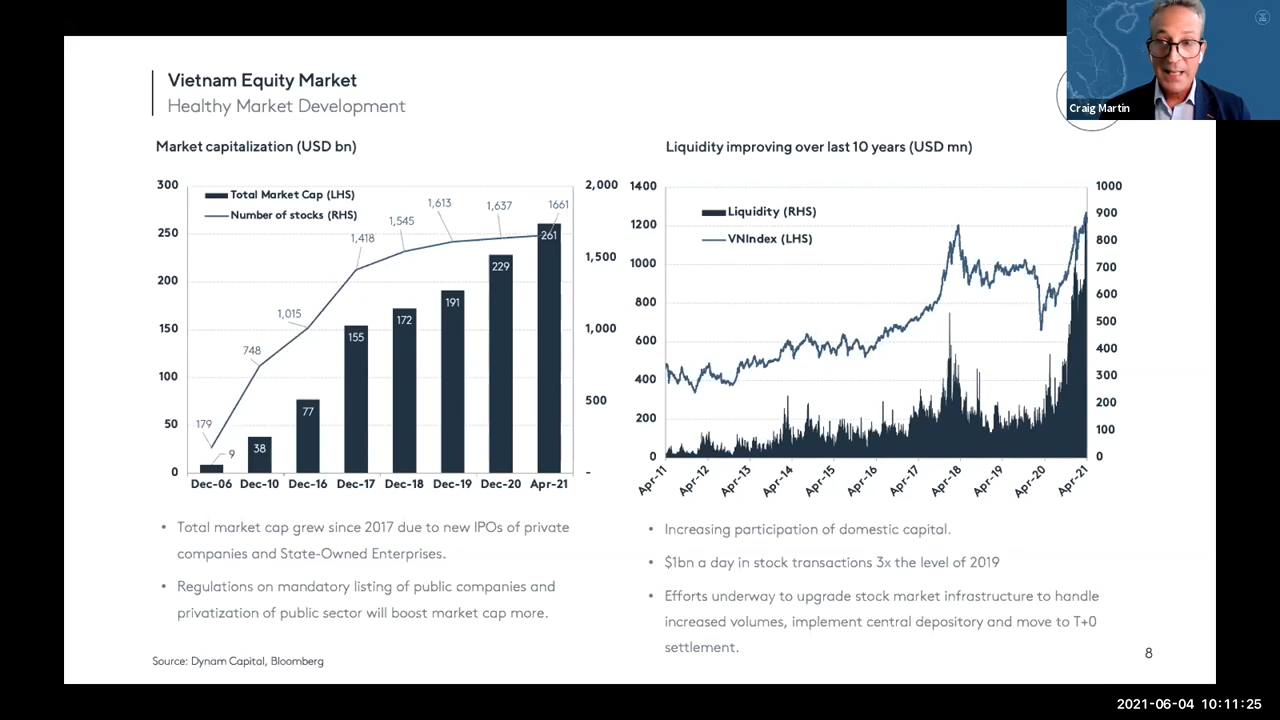 Craig Martin
Vietnam Equity Market
Healthy Market Development
Market capitalization (USD bn)
300
250
200
150
100
50
0
2,000
1,500
1,000
500
-
Total Market Cap (LHS)
Number of stocks (RHS)
179
748
1,015
1,418
1,545
1,613
1,637
1661
9
38
77
155
172
191
229
261
Dec-06 Dec-10 Dec-16 Dec-17 Dec-18 Dec-19 Dec-20 Apr-21
• Total market cap grew since 2017 due to new IPOs of private
companies and State-Owned Enterprises.
• Regulations on mandatory listing of public companies and
privatization of public sector will boost market cap more.
Liquidity improving over last 10 years (USD mn)
1400
1200
1000
800
600
400
200
0
1000
900
800
700
600
500
400
300
200
100
0
Liquidity (RHS)
VNIndex (LHS)
Apr-11 Apr-12 Apr-13 Apr-14 Apr-15 Apr-16 Apr-17 Apr-18 Apr-19 Apr-20 Apr-21
• Increasing participation of domestic capital.
• $1bn a day in stock transactions 3x the level of 2019
• Efforts underway to upgrade stock market infrastructure to handle
increased volumes, implement central depository and move to T+0
settlement.
Source: Dynam Capital, Bloomberg
8
2021-06-04 10:11:25